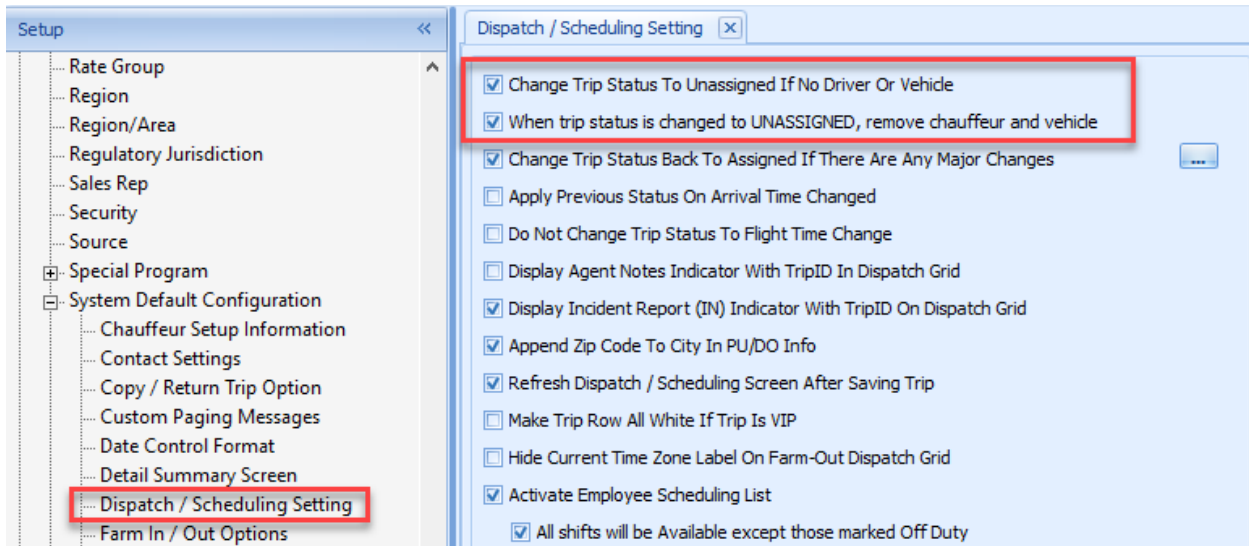 Setup
Rate Group
Region
Region/Area
Regulatory Jurisdiction
Sales Rep
Security
Source
Special Program
System Default Configuration
Chauffeur Setup Information
Contact Settings
Copy / Return Trip Option
Custom Paging Messages
Date Control Format
Detail Summary Screen
Dispatch / Scheduling Setting
Farm In / Out Options
Dispatch / Scheduling Setting
Change Trip Status To Unassigned If No Driver Or Vehicle
When trip status is changed to UNASSIGNED, remove chauffeur and vehicle
Change Trip Status Back To Assigned If There Are Any Major Changes
...
Apply Previous Status On Arrival Time Changed
Do Not Change Trip Status To Flight Time Change
Display Agent Notes Indicator With TripID In Dispatch Grid
Display Incident Report (IN) Indicator With TripID On Dispatch Grid
Append Zip Code To City In PU/DO Info
Refresh Dispatch / Scheduling Screen After Saving Trip
Make Trip Row All White If Trip Is VIP
Hide Current Time Zone Label On Farm-Out Dispatch Grid
Activate Employee Scheduling List
All shifts will be Available except those marked Off Duty